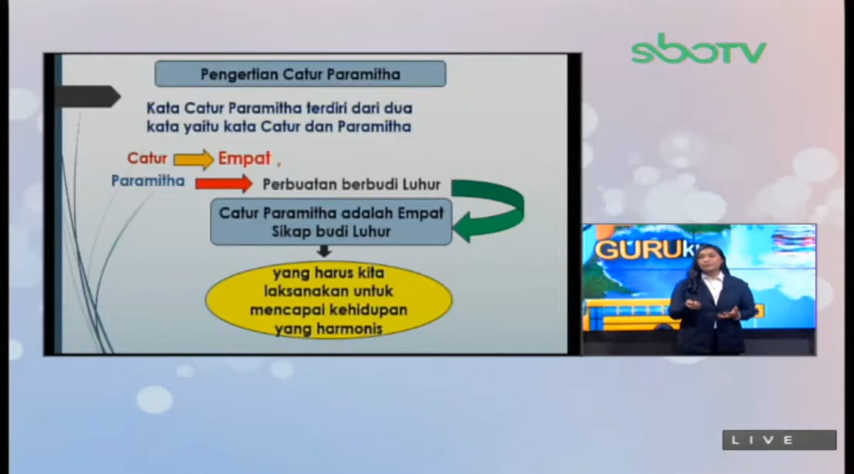 sboTV
Pengertian Catur Paramitha
Kata Catur Paramitha terdiri dari dua
kata yaitu kata Catur dan Paramitha
Catur Empat ,
Paramitha Perbuatan berbudi Luhur
Catur Paramitha adalah Empat
Sikap budi Luhur
yang harus kita
laksanakan untuk
mencapai kehidupan
yang harmonis
GURUku
LIVE